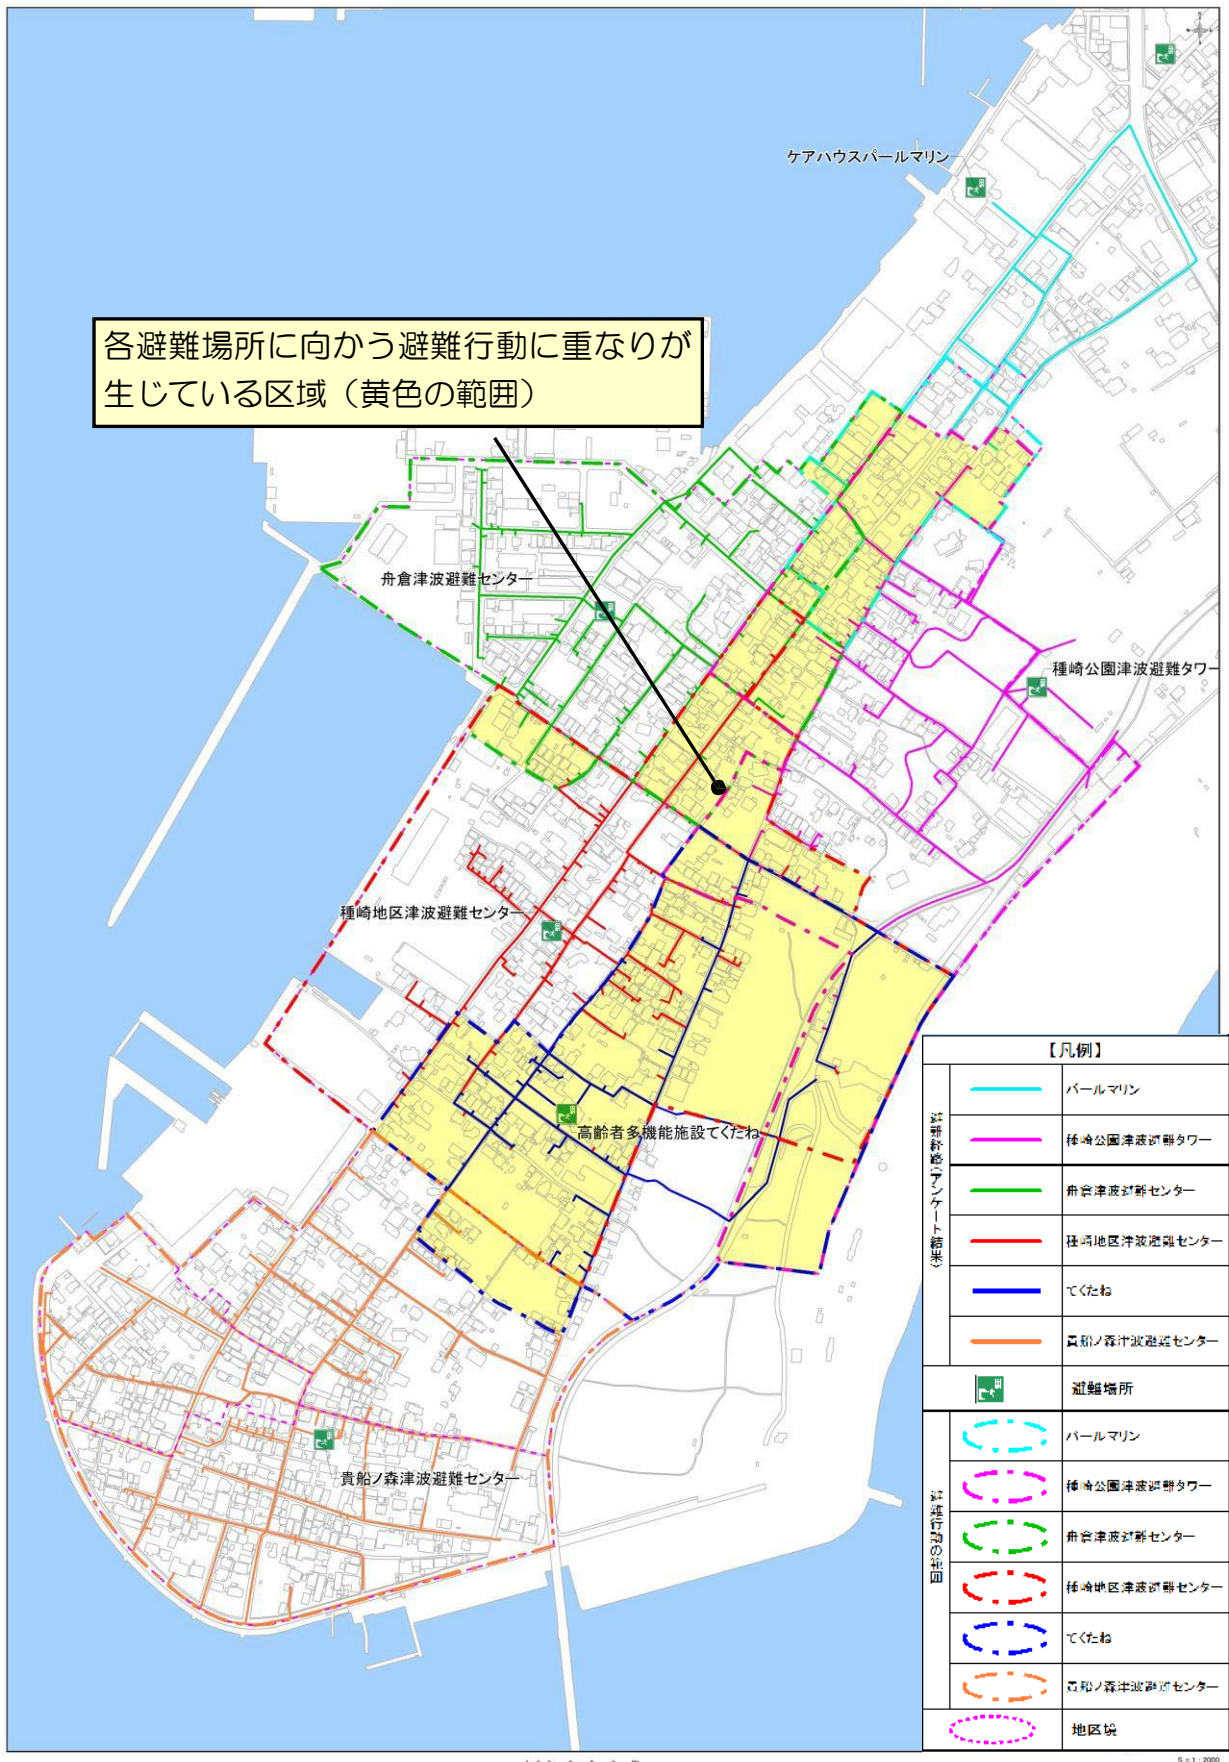 ケアハウスパールマリン
各避難場所に向かう避難行動に重なりが
生じている区域（黄色の範囲）
舟倉津波避難センター
種崎公園津波避難タワー
種崎地区津波避難センター
高齢者多機能施設てくたね
貴船ノ森津波避難センター
【凡例】
パールマリン
種崎公園津波避難タワー
舟倉津波避難センター
種崎地区津波避難センター
てくたね
貴船ノ森津波避難センター
避難場所
パールマリン
種崎公園津波避難タワー
舟倉津波避難センター
種崎地区津波避難センター
てくたね
貴船ノ森津波避難センター
地区境